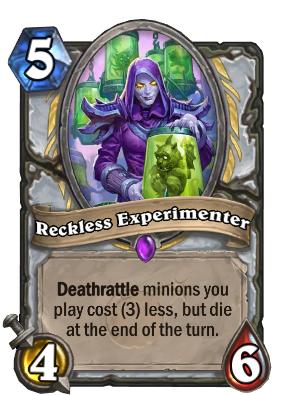 5
Reckless Experimenter
Deathrattle minions you
play cost (3) less, but die
at the end of the turn.
4
6